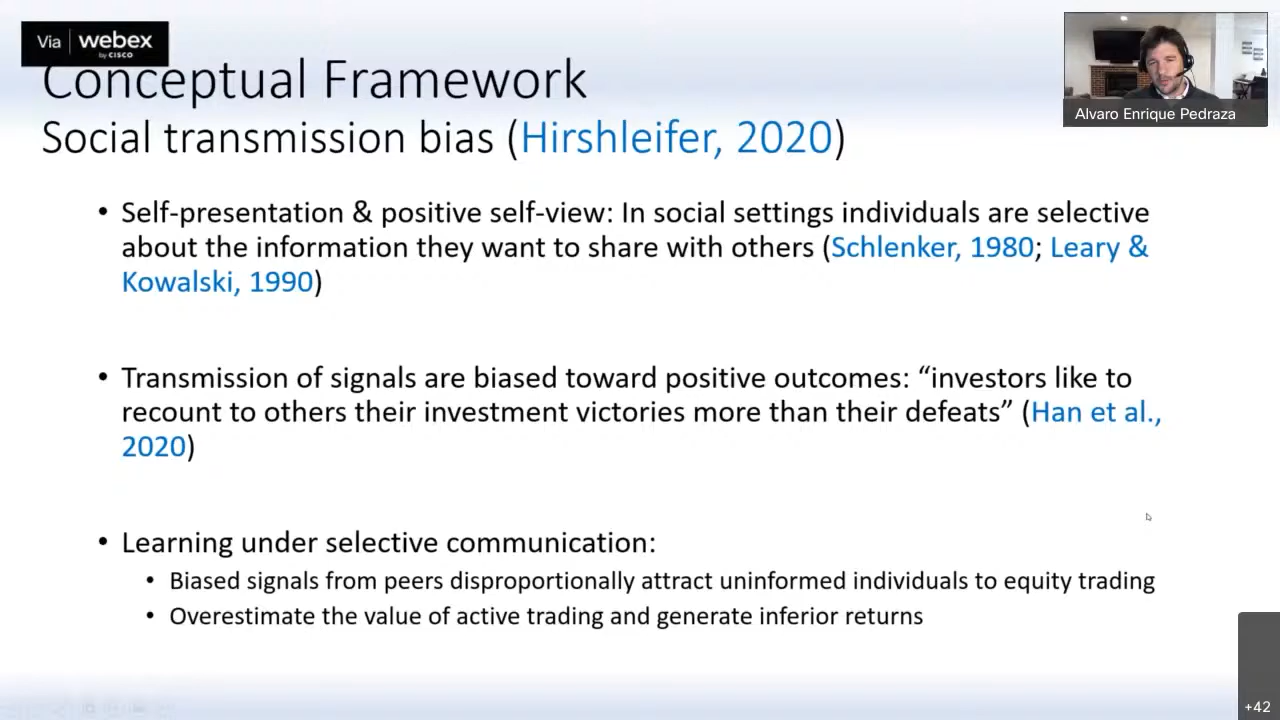 Via webex
by CISCO
Alvaro Enrique Pedraza
Conceptual Framework
Social transmission bias (Hirshleifer, 2020)
• Self-presentation & positive self-view: In social settings individuals are selective
about the information they want to share with others (Schlenker, 1980; Leary &
Kowalski, 1990)
• Transmission of signals are biased toward positive outcomes: “investors like to
recount to others their investment victories more than their defeats” (Han et al.,
2020)
• Learning under selective communication:
• Biased signals from peers disproportionally attract uninformed individuals to equity trading
• Overestimate the value of active trading and generate inferior returns
+42